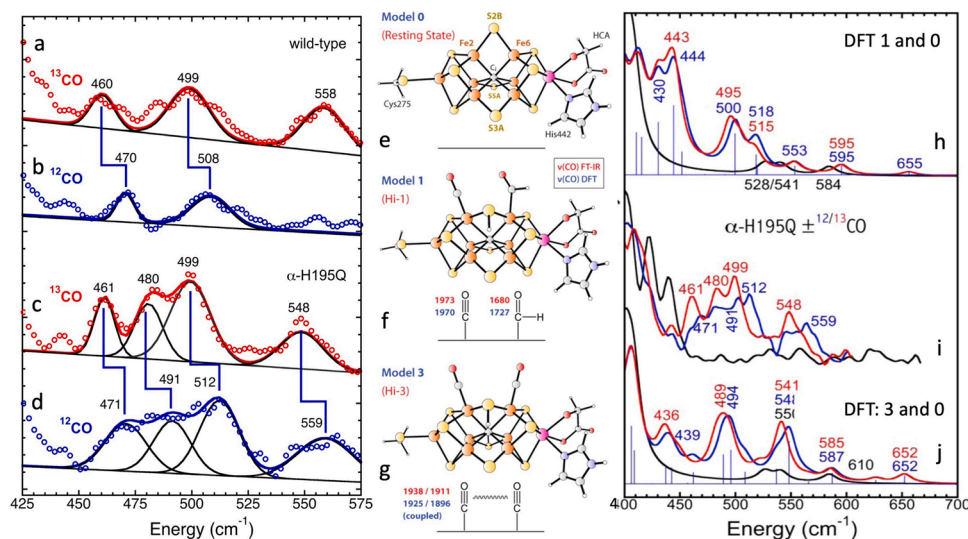 a
wild-type
¹³CO
460
499
558
b
¹²CO
470
508
c
α-H195Q
¹³CO
461
480
499
548
d
¹²CO
471
491
512
559
425 450 475 500 525 550 575
Energy (cm⁻¹)
Model 0
(Resting State)
S2B
Fe2
Fe6
HCA
Cᵢ
S5A
Cys275
S3A
His442
e
Model 1
(Hi-1)
ν(CO) FT-IR
ν(CO) DFT
1973
1970
1680
1727
O
C
O
C—H
f
Model 3
(Hi-3)
g
1938 / 1911
1925 / 1896
(coupled)
O
C
O
C
DFT 1 and 0
443
444
430
495
500
518
515
553
595
595
655
528/541
584
h
α-H195Q ± ¹²/¹³CO
461
480
499
512
471
491
548
559
i
DFT: 3 and 0
436
439
489
494
541
548
550
585
587
610
652
652
j
400 450 500 550 600 650 700
Energy (cm⁻¹)